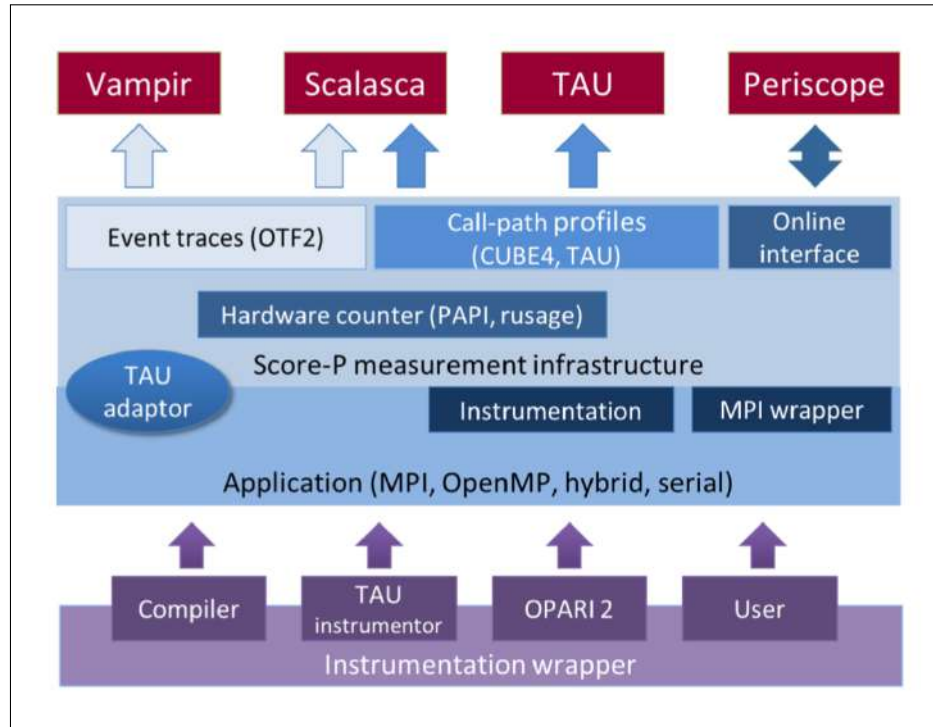 Vampir
Scalasca
TAU
Periscope
Event traces (OTF2)
Call-path profiles
(CUBE4, TAU)
Online
interface
Hardware counter (PAPI, rusage)
Score-P measurement infrastructure
TAU
adaptor
Instrumentation
MPI wrapper
Application (MPI, OpenMP, hybrid, serial)
Compiler
TAU
instrumentor
OPARI 2
User
Instrumentation wrapper